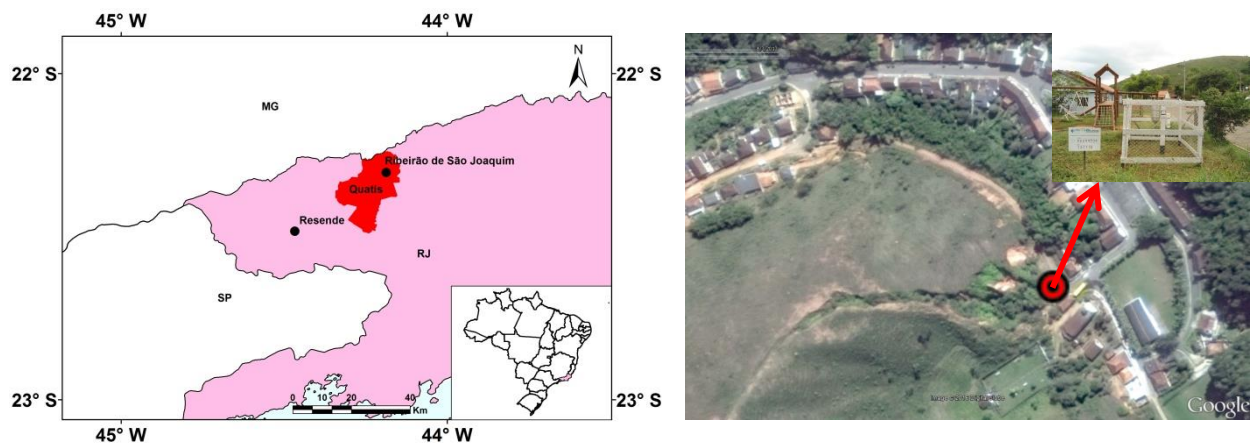 45° W
44° W
22° S
22° S
N
MG
Ribeirão de São Joaquim
Quatis
Resende
RJ
SP
0 10 20 40
Km
23° S
23° S
45° W
44° W
Google